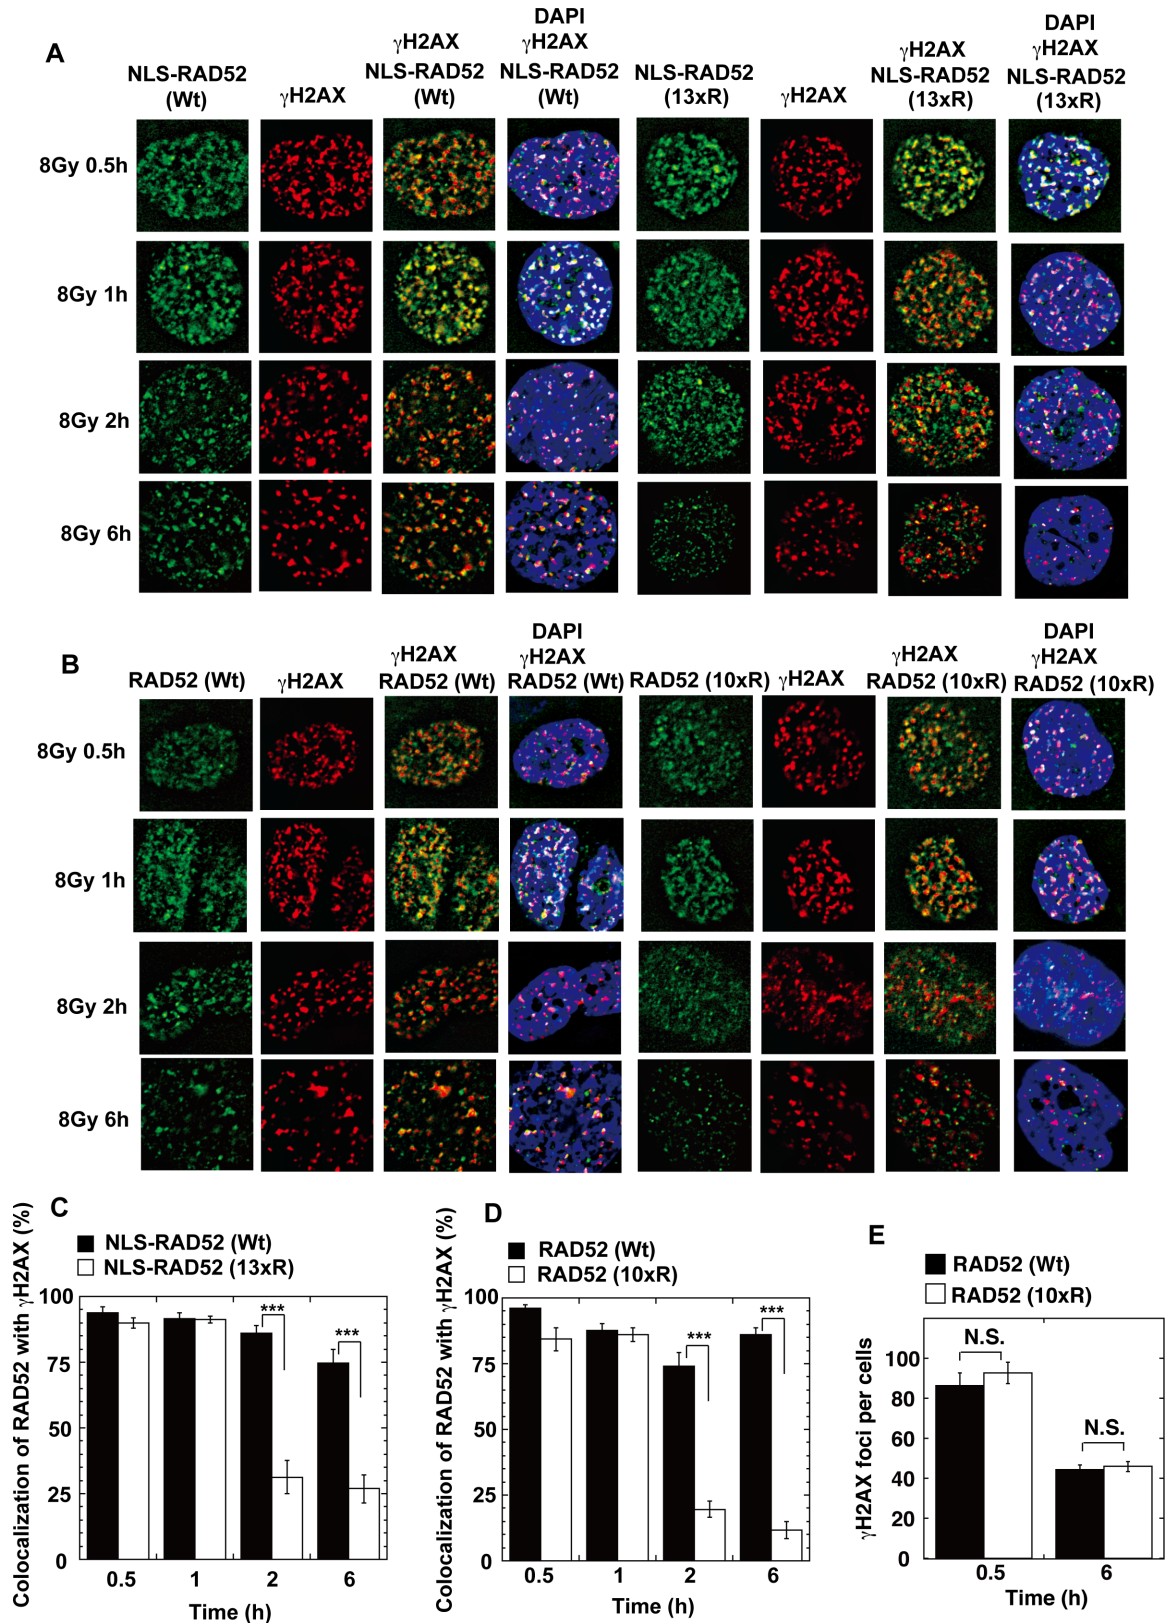 A
NLS-RAD52
(Wt)
γH2AX
γH2AX
NLS-RAD52
(Wt)
DAPI
γH2AX
NLS-RAD52
(Wt)
NLS-RAD52
(13xR)
γH2AX
γH2AX
NLS-RAD52
(13xR)
DAPI
γH2AX
NLS-RAD52
(13xR)
8Gy 0.5h
8Gy 1h
8Gy 2h
8Gy 6h
B
RAD52 (Wt)
γH2AX
γH2AX
RAD52 (Wt)
DAPI
γH2AX
RAD52 (Wt)
RAD52 (10xR)
γH2AX
γH2AX
RAD52 (10xR)
DAPI
γH2AX
RAD52 (10xR)
8Gy 0.5h
8Gy 1h
8Gy 2h
8Gy 6h
C
NLS-RAD52 (Wt)
NLS-RAD52 (13xR)
Colocalization of RAD52 with γH2AX (%)
100
75
50
25
0
***
***
0.5 1 2 6
Time (h)
D
RAD52 (Wt)
RAD52 (10xR)
Colocalization of RAD52 with γH2AX (%)
100
75
50
25
0
***
***
0.5 1 2 6
Time (h)
E
RAD52 (Wt)
RAD52 (10xR)
γH2AX foci per cells
100
80
60
40
20
0
N.S.
N.S.
0.5 6
Time (h)